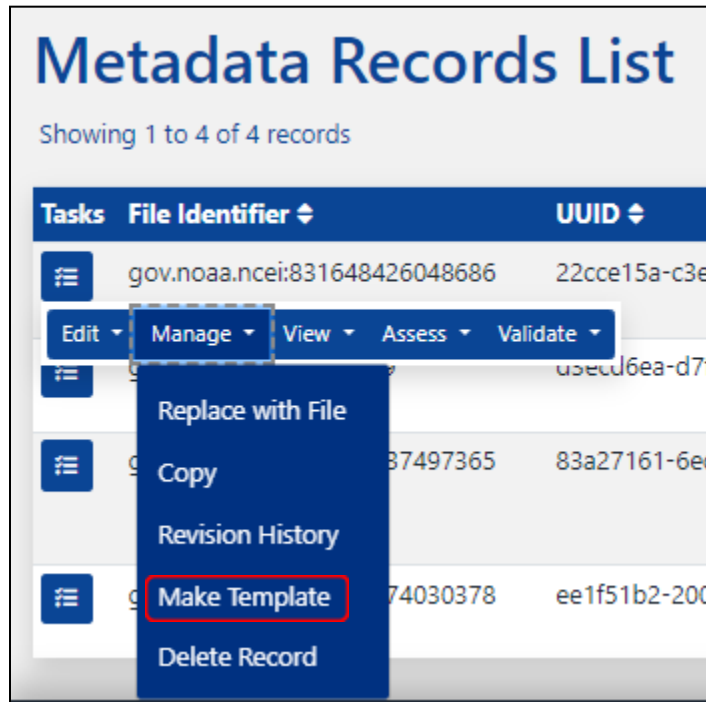 Metadata Records List
Showing 1 to 4 of 4 records
Tasks File Identifier UUID
gov.noaa.ncei:831648426048686 22cce15a-c3e
Edit Manage View Assess Validate
d3ecd6ea-d7
Replace with File
37497365 83a27161-6e
Copy
Revision History
Make Template
74030378 ee1f51b2-200
Delete Record